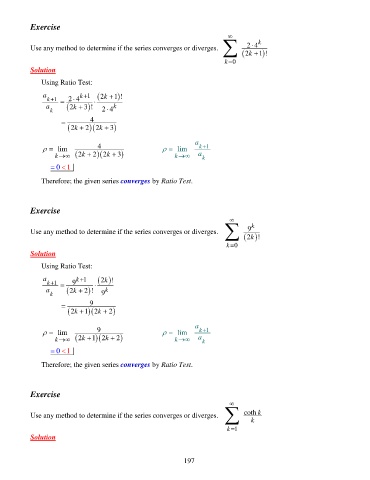 Exercise
Use any method to determine if the series converges or diverges. \sum_{k=0}^{\infty} \frac{2 \cdot 4^k}{(2k+1)!}
Solution
Using Ratio Test:
\frac{a_{k+1}}{a_k} = \frac{2 \cdot 4^{k+1}}{(2k+3)!} \cdot \frac{(2k+1)!}{2 \cdot 4^k}
= \frac{4}{(2k+2)(2k+3)}
\rho = \lim_{k \to \infty} \frac{4}{(2k+2)(2k+3)} \rho = \lim_{k \to \infty} \frac{a_{k+1}}{a_k}
= 0 < 1 |
Therefore; the given series converges by Ratio Test.
Exercise
Use any method to determine if the series converges or diverges. \sum_{k=0}^{\infty} \frac{9^k}{(2k)!}
Solution
Using Ratio Test:
\frac{a_{k+1}}{a_k} = \frac{9^{k+1}}{(2k+2)!} \cdot \frac{(2k)!}{9^k}
= \frac{9}{(2k+1)(2k+2)}
\rho = \lim_{k \to \infty} \frac{9}{(2k+1)(2k+2)} \rho = \lim_{k \to \infty} \frac{a_{k+1}}{a_k}
= 0 < 1 |
Therefore; the given series converges by Ratio Test.
Exercise
Use any method to determine if the series converges or diverges. \sum_{k=1}^{\infty} \frac{\coth k}{k}
Solution
197